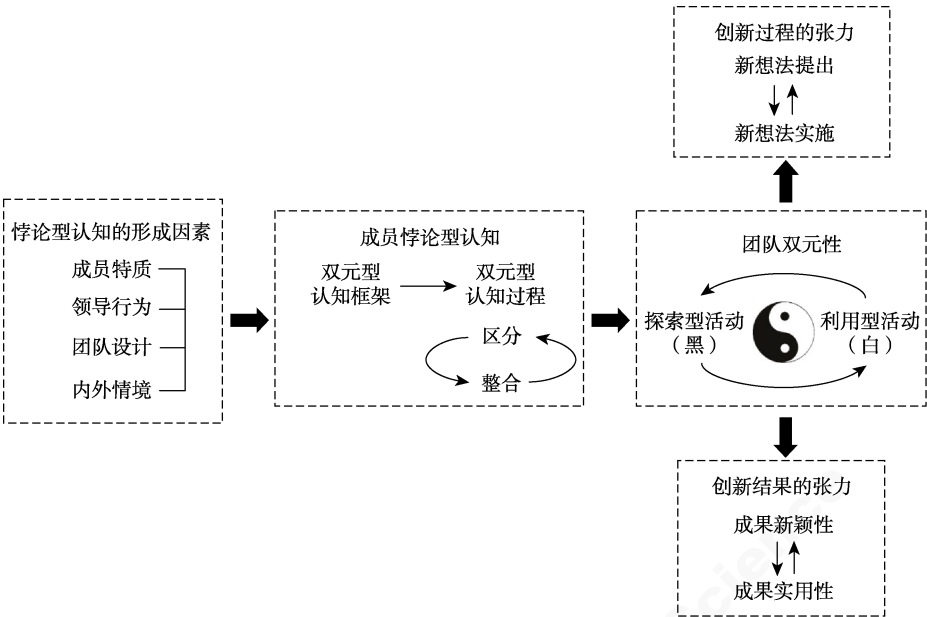 悖论型认知的形成因素
成员特质
领导行为
团队设计
内外情境
成员悖论型认知
双元型
认知框架
双元型
认知过程
区分
整合
创新过程的张力
新想法提出
新想法实施
团队双元性
探索型活动
（黑）
利用型活动
（白）
创新结果的张力
成果新颖性
成果实用性